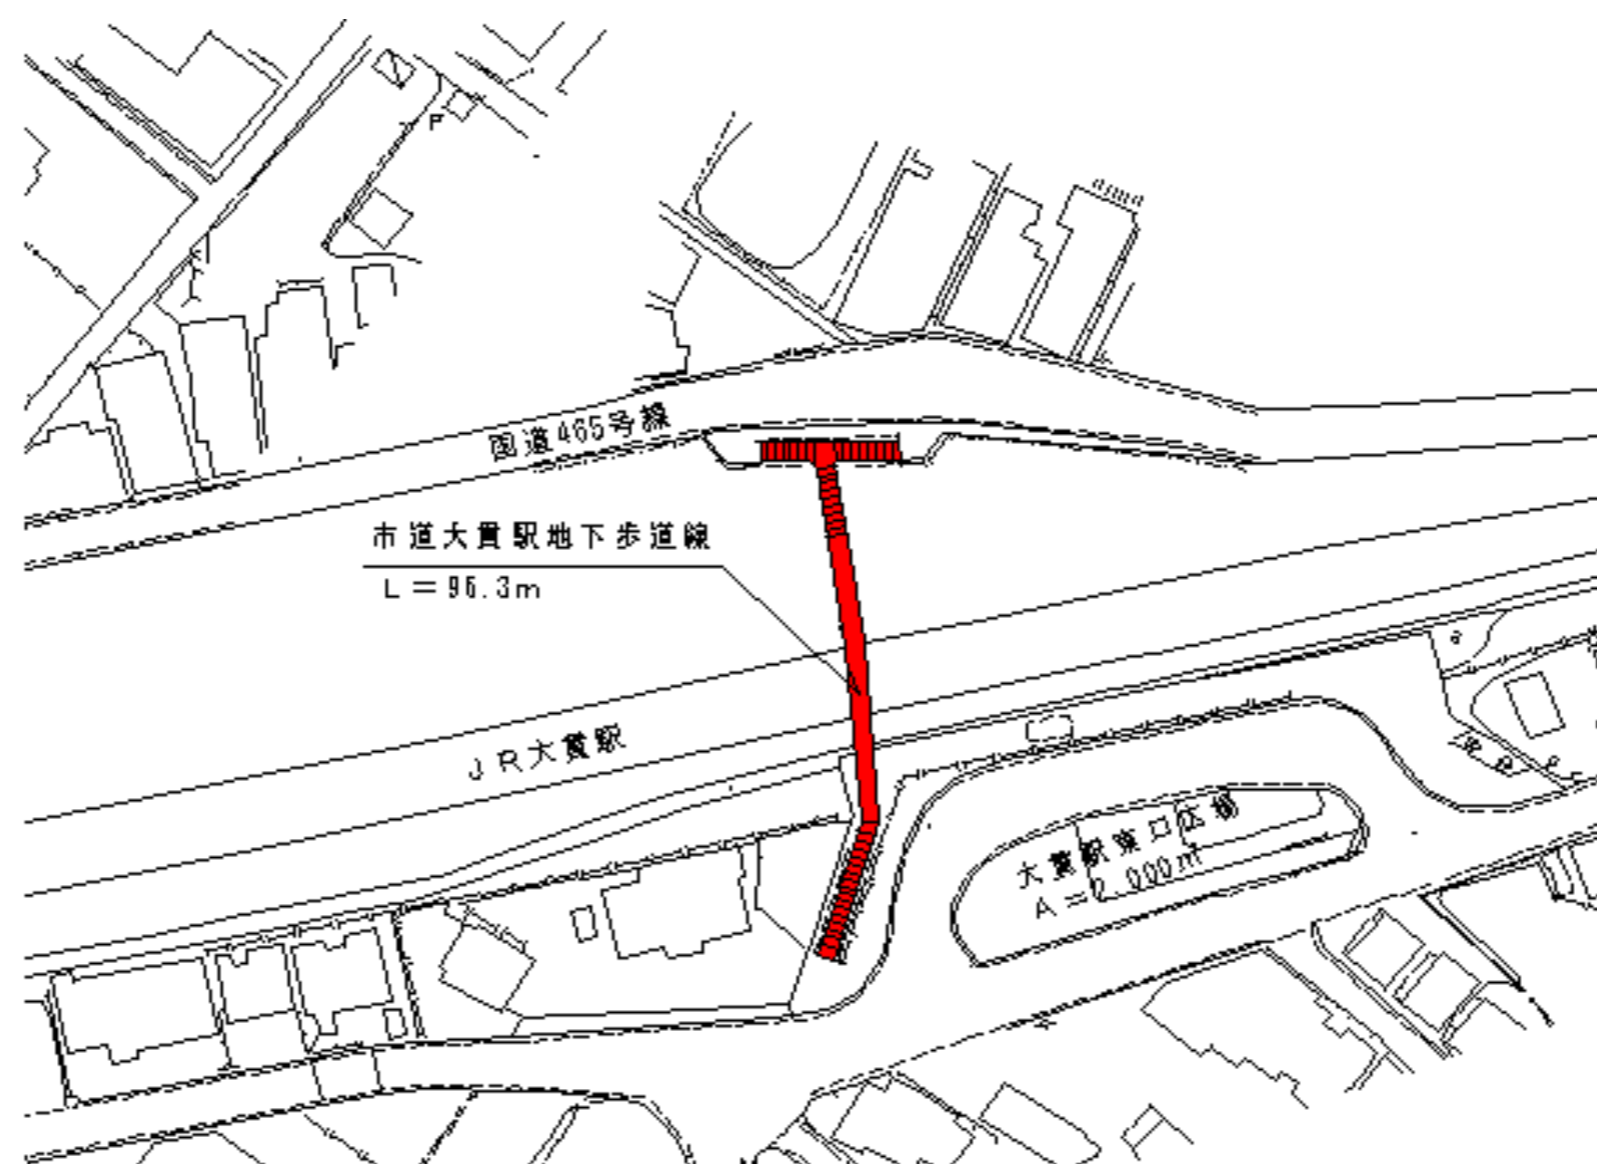 P
国道465号線
市道大貫駅地下歩道線
L=96.3m
JR大貫駅
大貫駅東口広場
A=2,000㎡